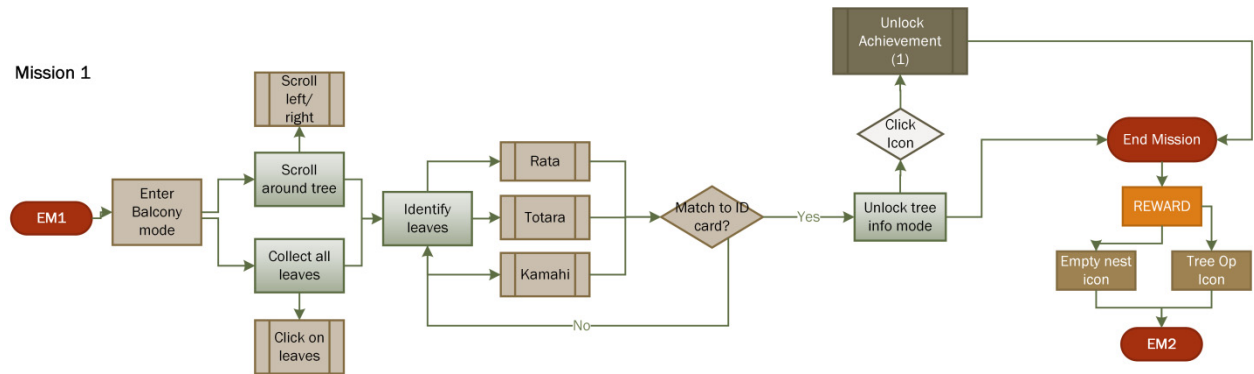 Mission 1
EM1
Enter
Balcony
mode
Scroll
left/
right
Scroll
around tree
Collect all
leaves
Click on
leaves
Identify
leaves
Rata
Totara
Kamahi
Match to ID
card?
No
Yes
Unlock
Achievement
(1)
Click
Icon
Unlock tree
info mode
End Mission
REWARD
Empty nest
icon
Tree Op
Icon
EM2